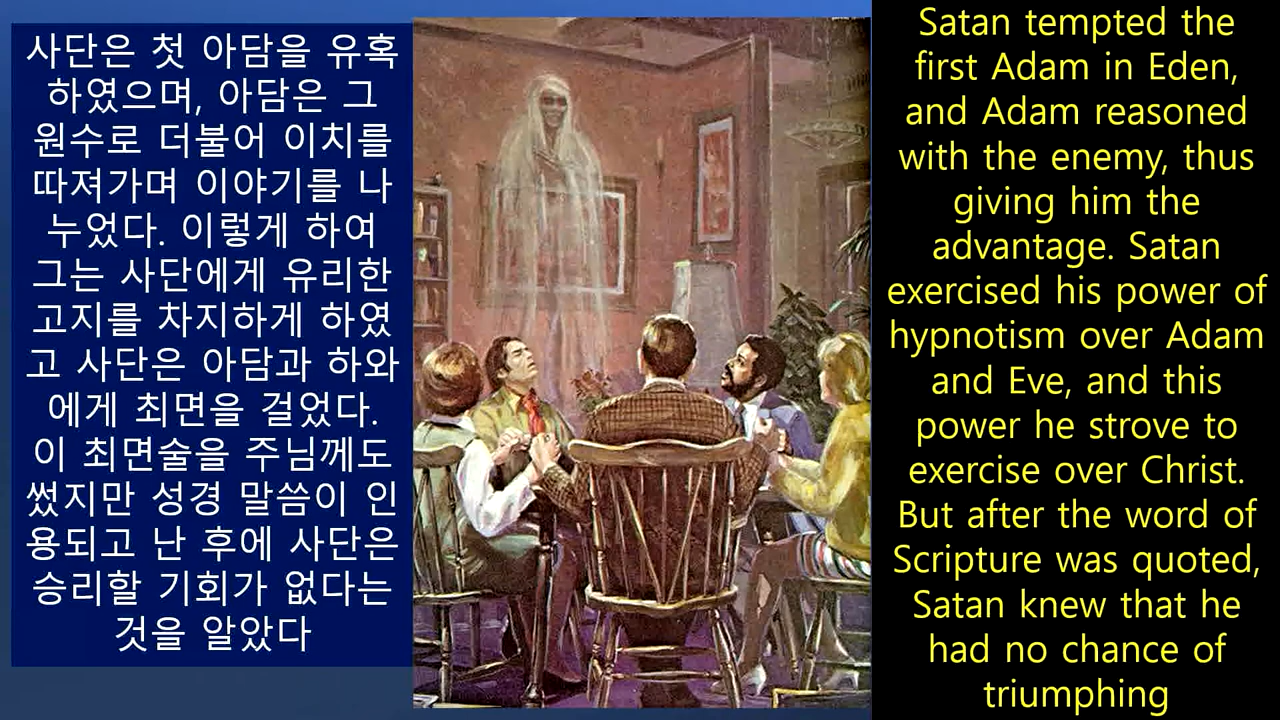 사단은 첫 아담을 유혹
하였으며, 아담은 그
원수로 더불어 이치를
따져가며 이야기를 나
누었다. 이렇게 하여
그는 사단에게 유리한
고지를 차지하게 하였
고 사단은 아담과 하와
에게 최면을 걸었다.
이 최면술을 주님께도
썼지만 성경 말씀이 인
용되고 난 후에 사단은
승리할 기회가 없다는
것을 알았다
Satan tempted the
first Adam in Eden,
and Adam reasoned
with the enemy, thus
giving him the
advantage. Satan
exercised his power of
hypnotism over Adam
and Eve, and this
power he strove to
exercise over Christ.
But after the word of
Scripture was quoted,
Satan knew that he
had no chance of
triumphing